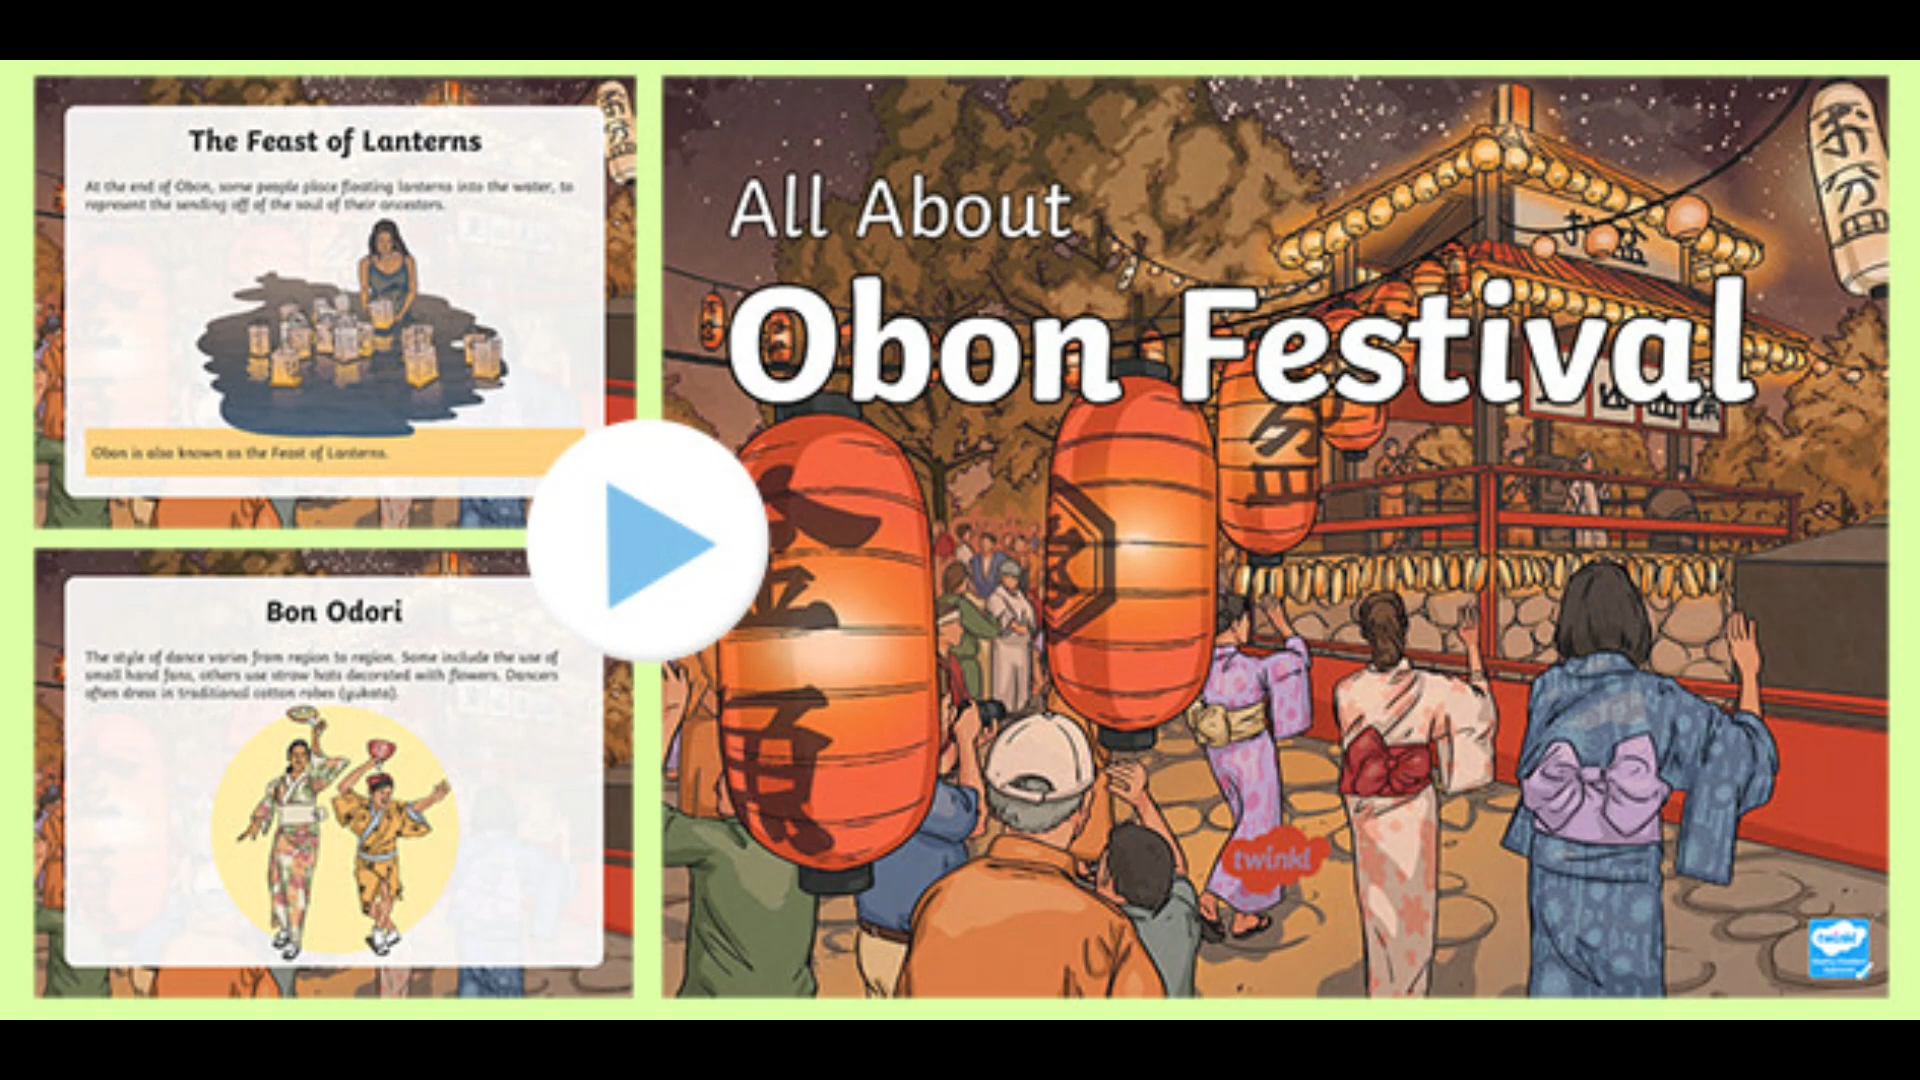 The Feast of Lanterns
At the end of Obon, some people place floating lanterns into the water, to
represent the sending off of the soul of their ancestors.
Obon is also known as the Feast of Lanterns.
Bon Odori
The style of dance varies from region to region. Some include the use of
small hand fans, others use straw hats decorated with flowers. Dancers
often dress in traditional cotton robes (yukata).
All About
Obon Festival
お盆
お盆
twinkl
twinkl